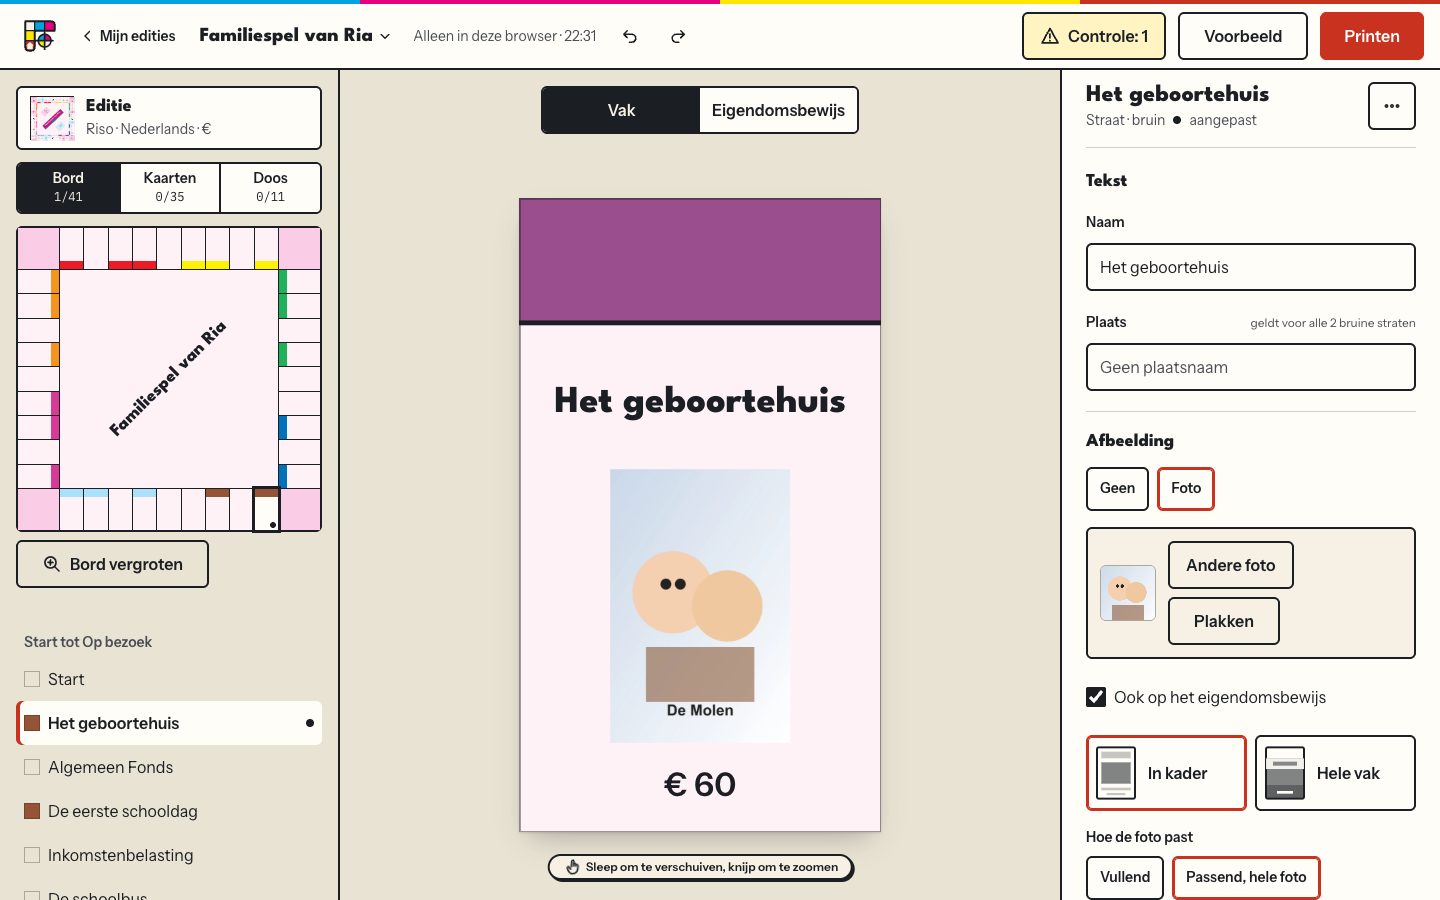 Mijn edities
Familiespel van Ria
Alleen in deze browser · 22:31
Controle: 1
Voorbeeld
Printen
Editie
Riso · Nederlands · €
Bord
1/41
Kaarten
0/35
Doos
0/11
Familiespel van Ria
Bord vergroten
Start tot Op bezoek
Start
Het geboortehuis
Algemeen Fonds
De eerste schooldag
Inkomstenbelasting
De schoolbus
Vak
Eigendomsbewijs
Het geboortehuis
De Molen
€ 60
Sleep om te verschuiven, knijp om te zoomen
Het geboortehuis
Straat · bruin ● aangepast
Tekst
Naam
Het geboortehuis
Plaats
geldt voor alle 2 bruine straten
Geen plaatsnaam
Afbeelding
Geen
Foto
Andere foto
Plakken
Ook op het eigendomsbewijs
In kader
Hele vak
Hoe de foto past
Vullend
Passend, hele foto